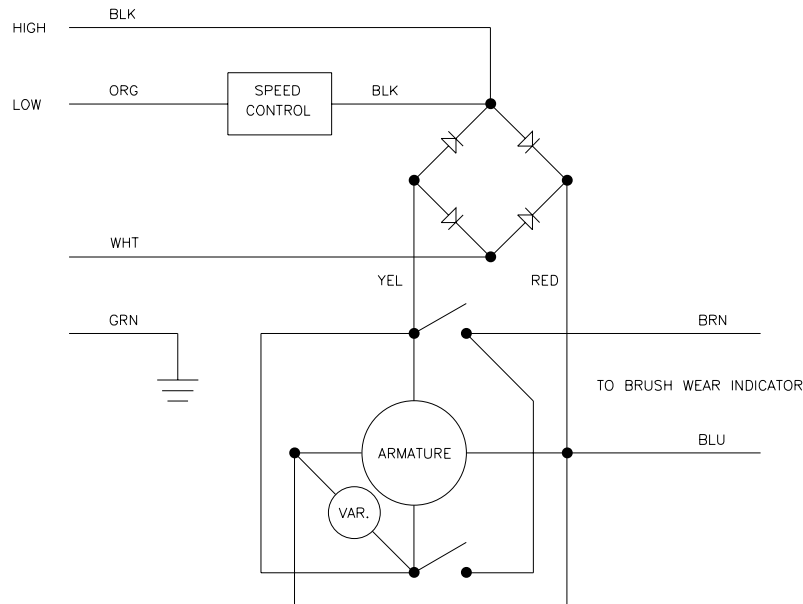 HIGH
BLK
LOW
ORG
SPEED
CONTROL
BLK
WHT
YEL
RED
GRN
BRN
TO BRUSH WEAR INDICATOR
BLU
ARMATURE
VAR.